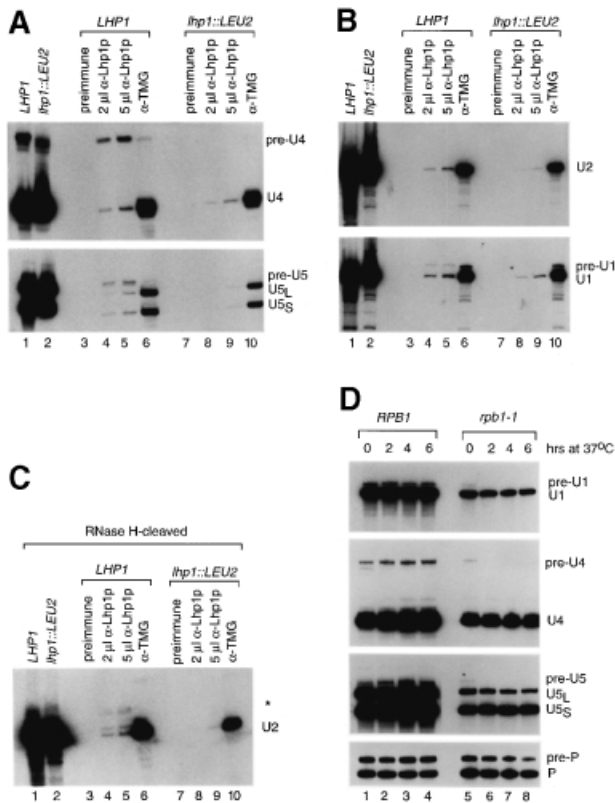 A
LHP1
lhp1::LEU2
LHP1
lhp1::LEU2
preimmune
2 µl α-Lhp1p
5 µl α-Lhp1p
α-TMG
preimmune
2 µl α-Lhp1p
5 µl α-Lhp1p
α-TMG
pre-U4
U4
pre-U5
U5L
U5S
1 2 3 4 5 6 7 8 9 10
B
LHP1
lhp1::LEU2
LHP1
lhp1::LEU2
preimmune
2 µl α-Lhp1p
5 µl α-Lhp1p
α-TMG
preimmune
2 µl α-Lhp1p
5 µl α-Lhp1p
α-TMG
U2
pre-U1
U1
1 2 3 4 5 6 7 8 9 10
C
RNase H-cleaved
LHP1
lhp1::LEU2
LHP1
lhp1::LEU2
preimmune
2 µl α-Lhp1p
5 µl α-Lhp1p
α-TMG
preimmune
2 µl α-Lhp1p
5 µl α-Lhp1p
α-TMG
*
U2
1 2 3 4 5 6 7 8 9 10
D
RPB1
rpb1-1
0 2 4 6 0 2 4 6 hrs at 37ºC
pre-U1
U1
pre-U4
U4
pre-U5
U5L
U5S
pre-P
P
1 2 3 4 5 6 7 8